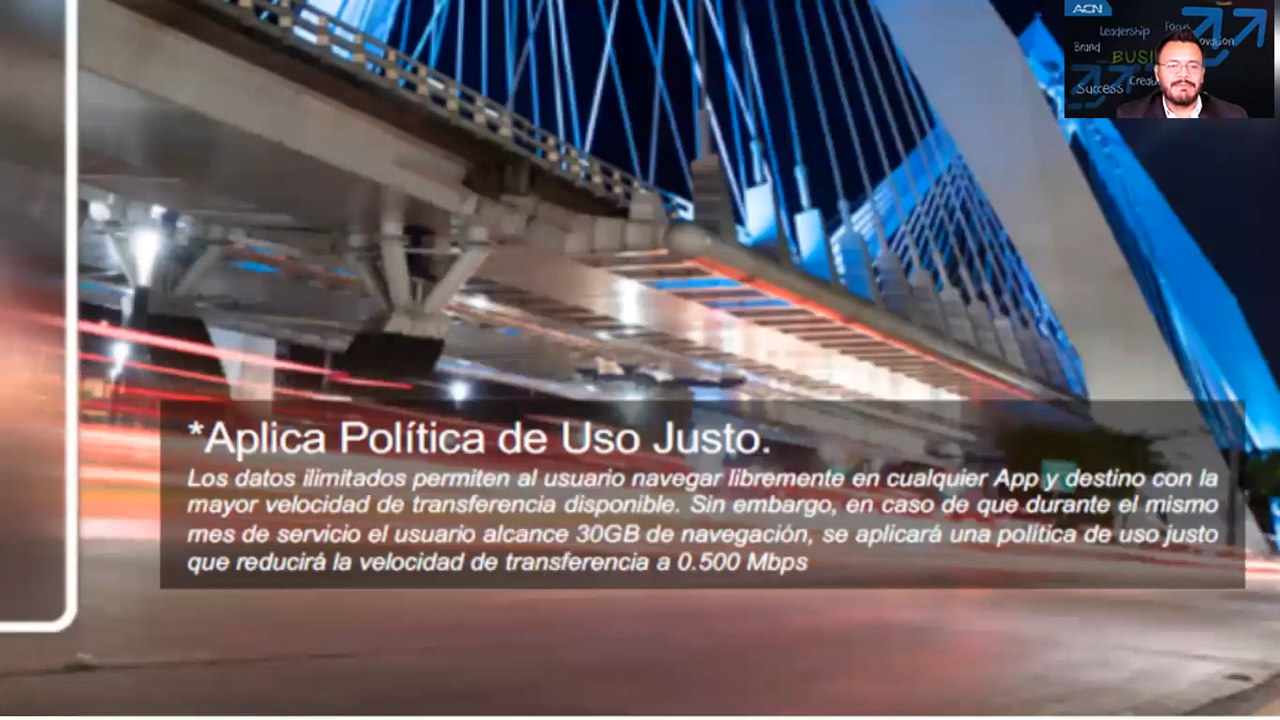 ACN
Leadership
Focus
Brand
BUSI
ovation
Success
*Aplica Política de Uso Justo.
Los datos ilimitados permiten al usuario navegar libremente en cualquier App y destino con la
mayor velocidad de transferencia disponible. Sin embargo, en caso de que durante el mismo
mes de servicio el usuario alcance 30GB de navegación, se aplicará una política de uso justo
que reducirá la velocidad de transferencia a 0.500 Mbps